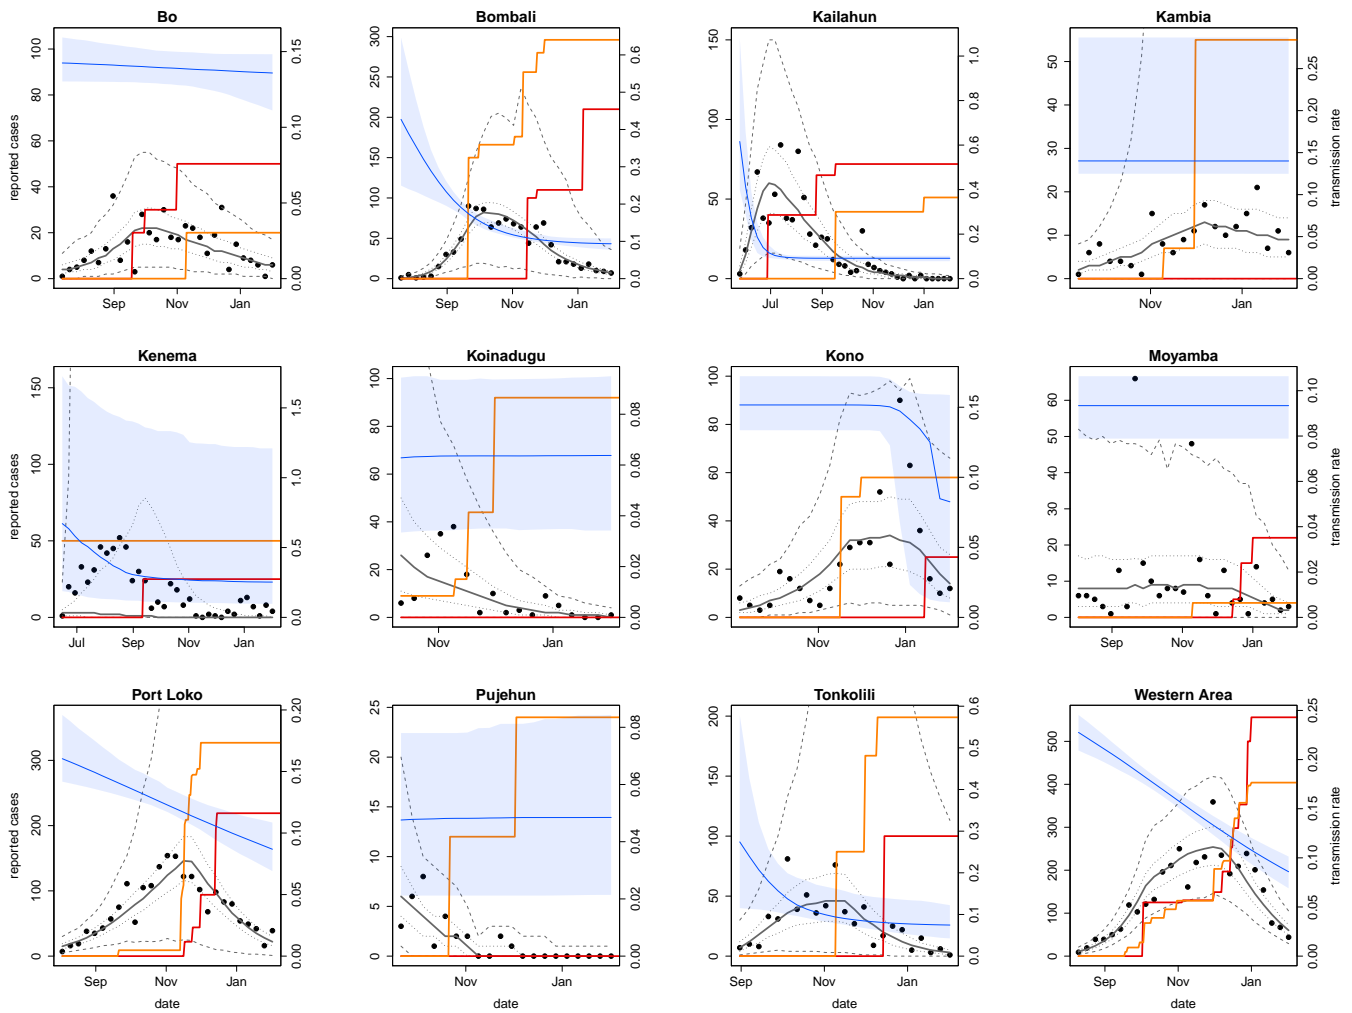 Bo Bombali Kailahun Kambia
reported cases
0 20 40 60 80 100
0.00 0.05 0.10 0.15
Sep Nov Jan
0 50 100 150 200 250 300
0.0 0.1 0.2 0.3 0.4 0.5 0.6
Sep Nov Jan
0 50 100 150
0.0 0.2 0.4 0.6 0.8 1.0
Jul Sep Nov Jan
0 10 20 30 40 50
0.00 0.05 0.10 0.15 0.20 0.25
Nov Jan
transmission rate
Kenema Koinadugu Kono Moyamba
reported cases
0 50 100 150
0.0 0.5 1.0 1.5
Jul Sep Nov Jan
0 20 40 60 80 100
0.00 0.02 0.04 0.06 0.08
Nov Jan
0 20 40 60 80 100
0.00 0.05 0.10 0.15
Nov Jan
0 10 20 30 40 50 60
0.00 0.02 0.04 0.06 0.08 0.10
Sep Nov Jan
transmission rate
Port Loko Pujehun Tonkolili Western Area
reported cases
0 100 200 300
0.00 0.05 0.10 0.15 0.20
Sep Nov Jan
date
0 5 10 15 20 25
0.00 0.02 0.04 0.06 0.08
Nov Jan
date
0 50 100 150 200
0.0 0.1 0.2 0.3 0.4 0.5 0.6
Sep Nov Jan
date
0 100 200 300 400 500
0.00 0.05 0.10 0.15 0.20 0.25
Sep Nov Jan
date
transmission rate